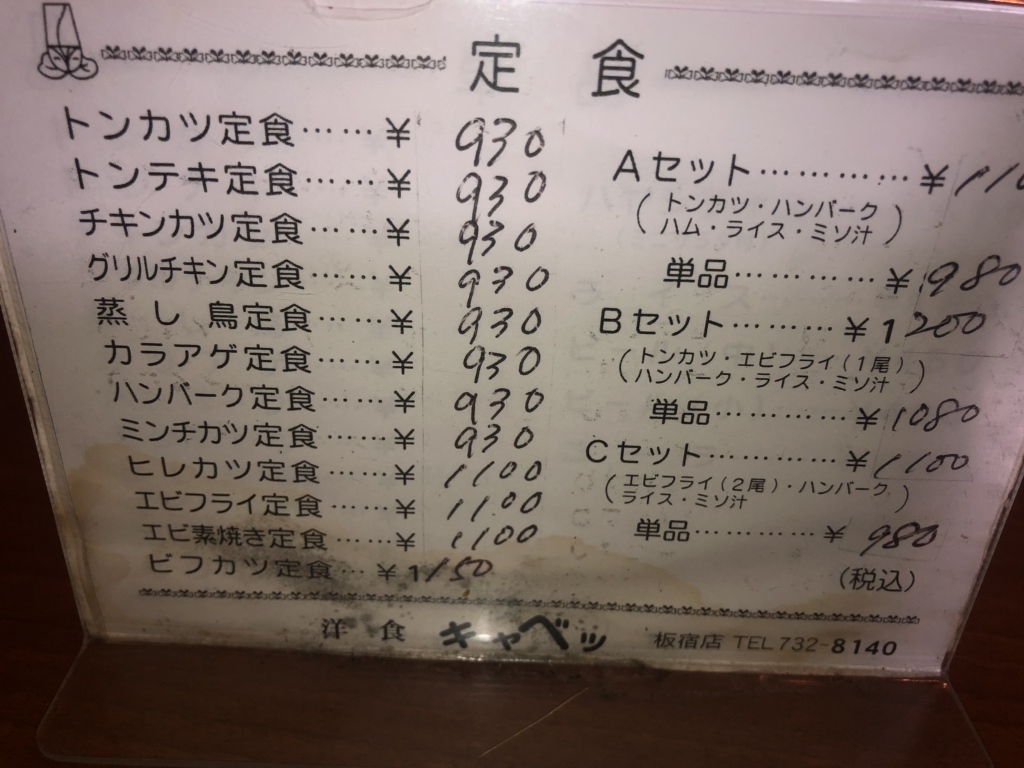 定食
トンカツ定食……¥930
トンテキ定食……¥930
チキンカツ定食……¥930
グリルチキン定食……¥930
蒸し鳥定食……¥930
カラアゲ定食……¥930
ハンバーク定食……¥930
ミンチカツ定食……¥930
ヒレカツ定食……¥1100
エビフライ定食……¥1100
エビ素焼き定食……¥1100
ビフカツ定食…¥1150
Aセット…………¥
(トンカツ・ハンバーク
ハム・ライス・ミソ汁)
単品…………¥980
Bセット………¥1200
(トンカツ・エビフライ(1尾)
ハンバーク・ライス・ミソ汁)
単品…………¥1080
Cセット…………¥1100
(エビフライ(2尾)・ハンバーク
ライス・ミソ汁)
単品…………¥980
(税込)
洋食 キャベツ 板宿店 TEL 732-8140